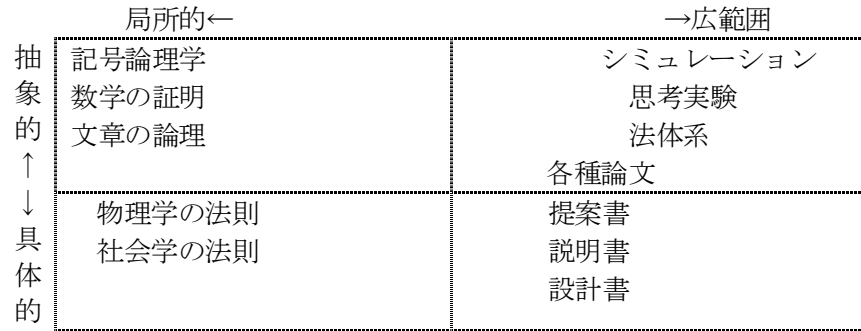 局所的← →広範囲
抽象的↑↓具体的
記号論理学 シミュレーション
数学の証明 思考実験
文章の論理 法体系
各種論文
物理学の法則 提案書
社会学の法則 説明書
設計書